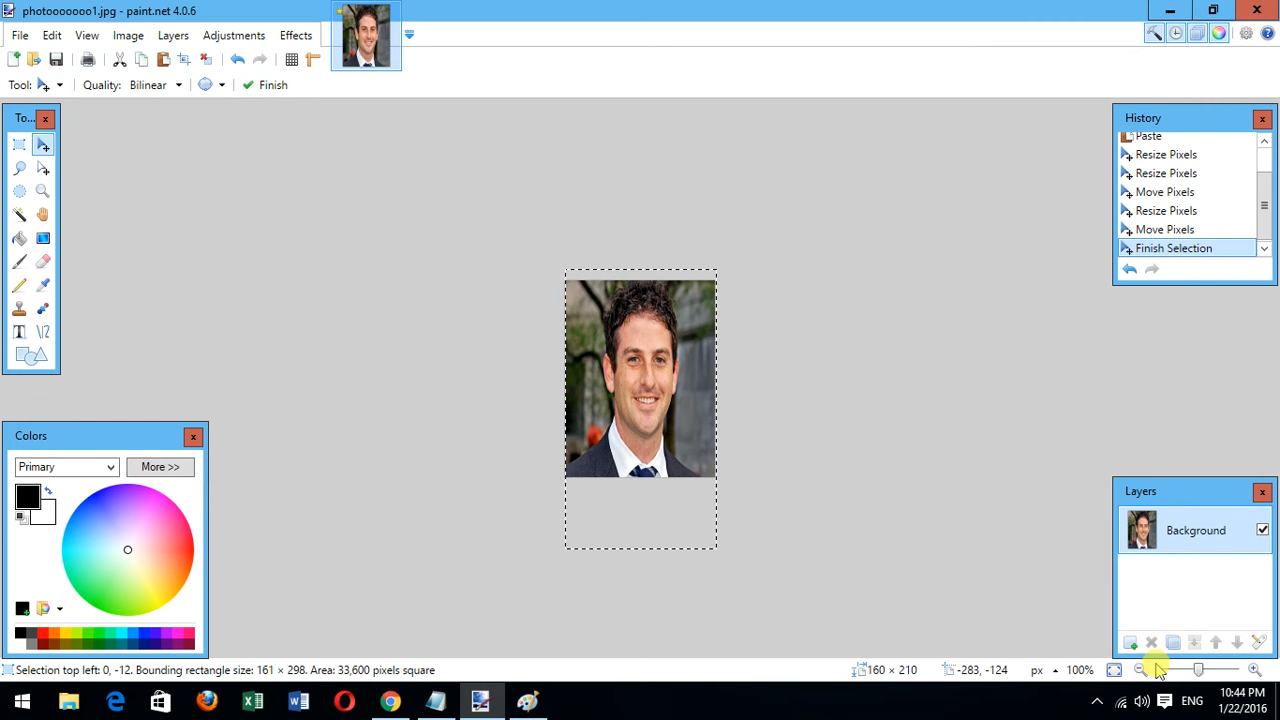 photooooooo1.jpg - paint.net 4.0.6
File Edit View Image Layers Adjustments Effects
Tool: Quality: Bilinear Finish
To... x
History x
Paste
Resize Pixels
Resize Pixels
Move Pixels
Resize Pixels
Move Pixels
Finish Selection
Colors x
Primary More >>
Layers x
Background
Selection top left: 0, -12. Bounding rectangle size: 161 × 298. Area: 33,600 pixels square 160 × 210 -283, -124 px 100%
ENG 10:44 PM
1/22/2016